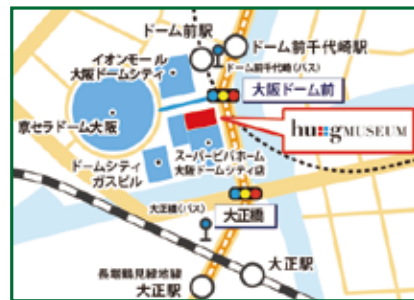 ドーム前駅
ドーム前千代崎駅
イオンモール
大阪ドームシティ
ドーム前千代崎(バス)
大阪ドーム前
京セラドーム大阪
hu+g MUSEUM
ドームシティ
ガスビル
スーパービバホーム
大阪ドームシティ店
大正橋(バス)
大正橋
長堀鶴見緑地線
大正駅
大正駅